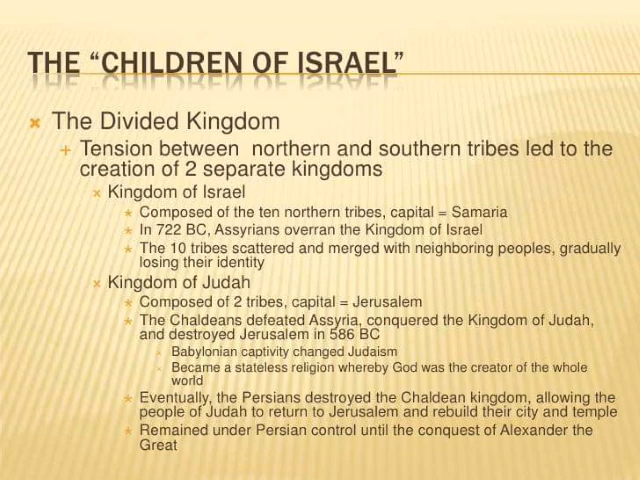 THE “CHILDREN OF ISRAEL”
The Divided Kingdom
Tension between northern and southern tribes led to the
creation of 2 separate kingdoms
Kingdom of Israel
Composed of the ten northern tribes, capital = Samaria
In 722 BC, Assyrians overran the Kingdom of Israel
The 10 tribes scattered and merged with neighboring peoples, gradually
losing their identity
Kingdom of Judah
Composed of 2 tribes, capital = Jerusalem
The Chaldeans defeated Assyria, conquered the Kingdom of Judah,
and destroyed Jerusalem in 586 BC
Babylonian captivity changed Judaism
Became a stateless religion whereby God was the creator of the whole
world
Eventually, the Persians destroyed the Chaldean kingdom, allowing the
people of Judah to return to Jerusalem and rebuild their city and temple
Remained under Persian control until the conquest of Alexander the
Great